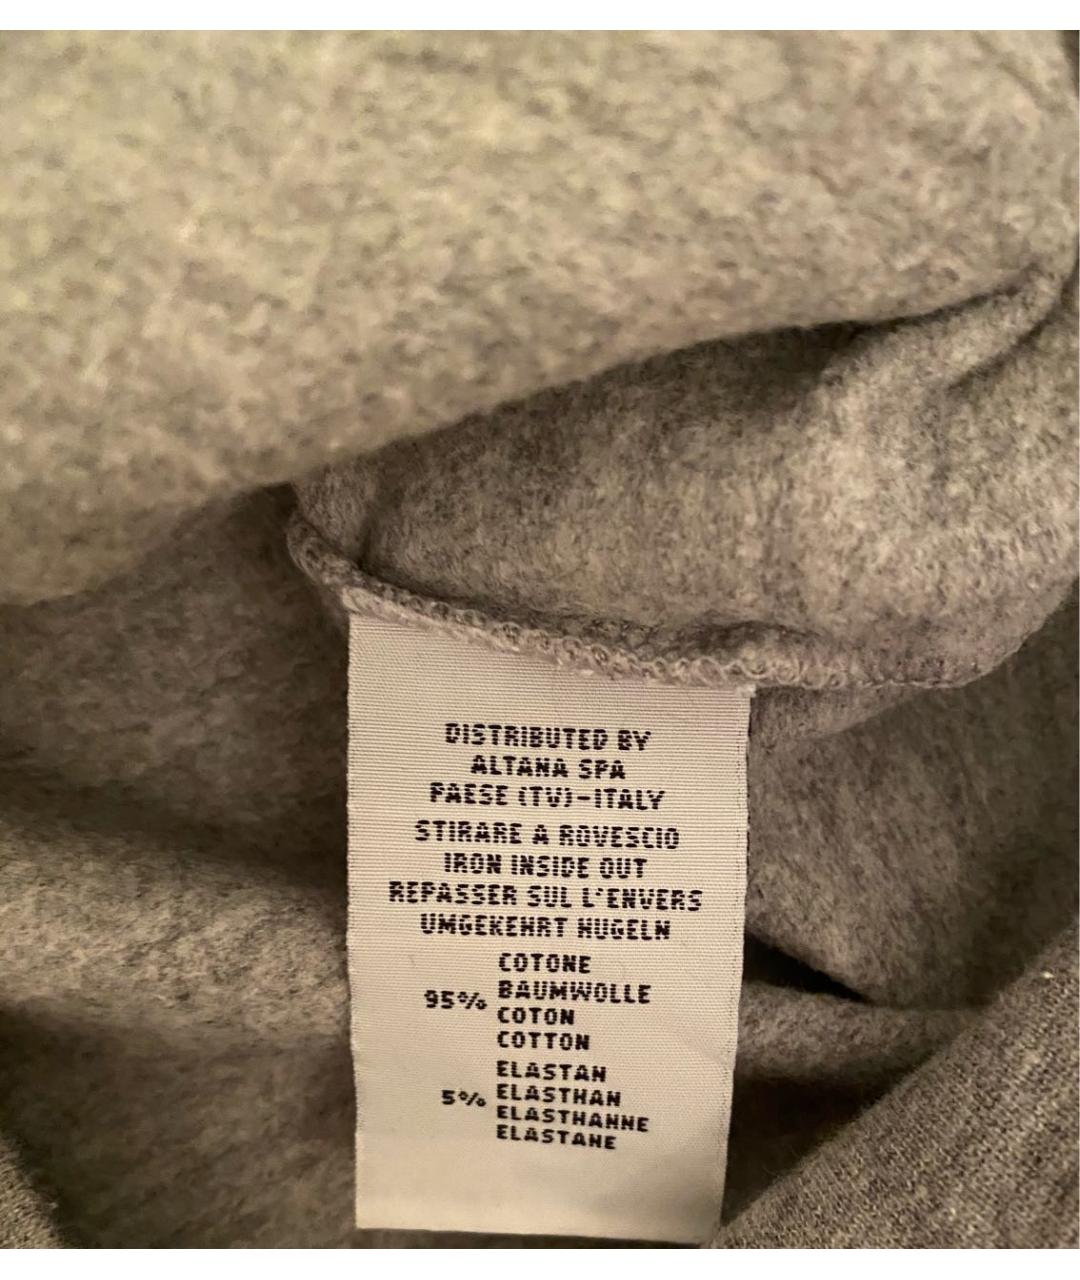 DISTRIBUTED BY
ALTANA SPA
PAESE (TV)-ITALY
STIRARE A ROVESCIO
IRON INSIDE OUT
REPASSER SUL L'ENVERS
UMGEKEHRT HUGELN
COTONE
95% BAUMWOLLE
COTON
COTTON
ELASTAN
5% ELASTHAN
ELASTHANNE
ELASTANE